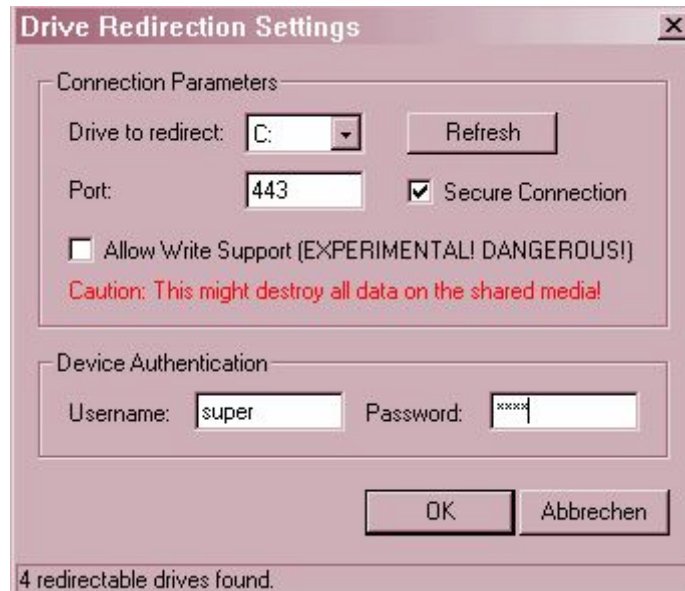 Drive Redirection Settings
Connection Parameters
Drive to redirect: C: Refresh
Port: 443 Secure Connection
Allow Write Support (EXPERIMENTAL! DANGEROUS!)
Caution: This might destroy all data on the shared media!
Device Authentication
Username: super Password: ****
OK Abbrechen
4 redirectable drives found.